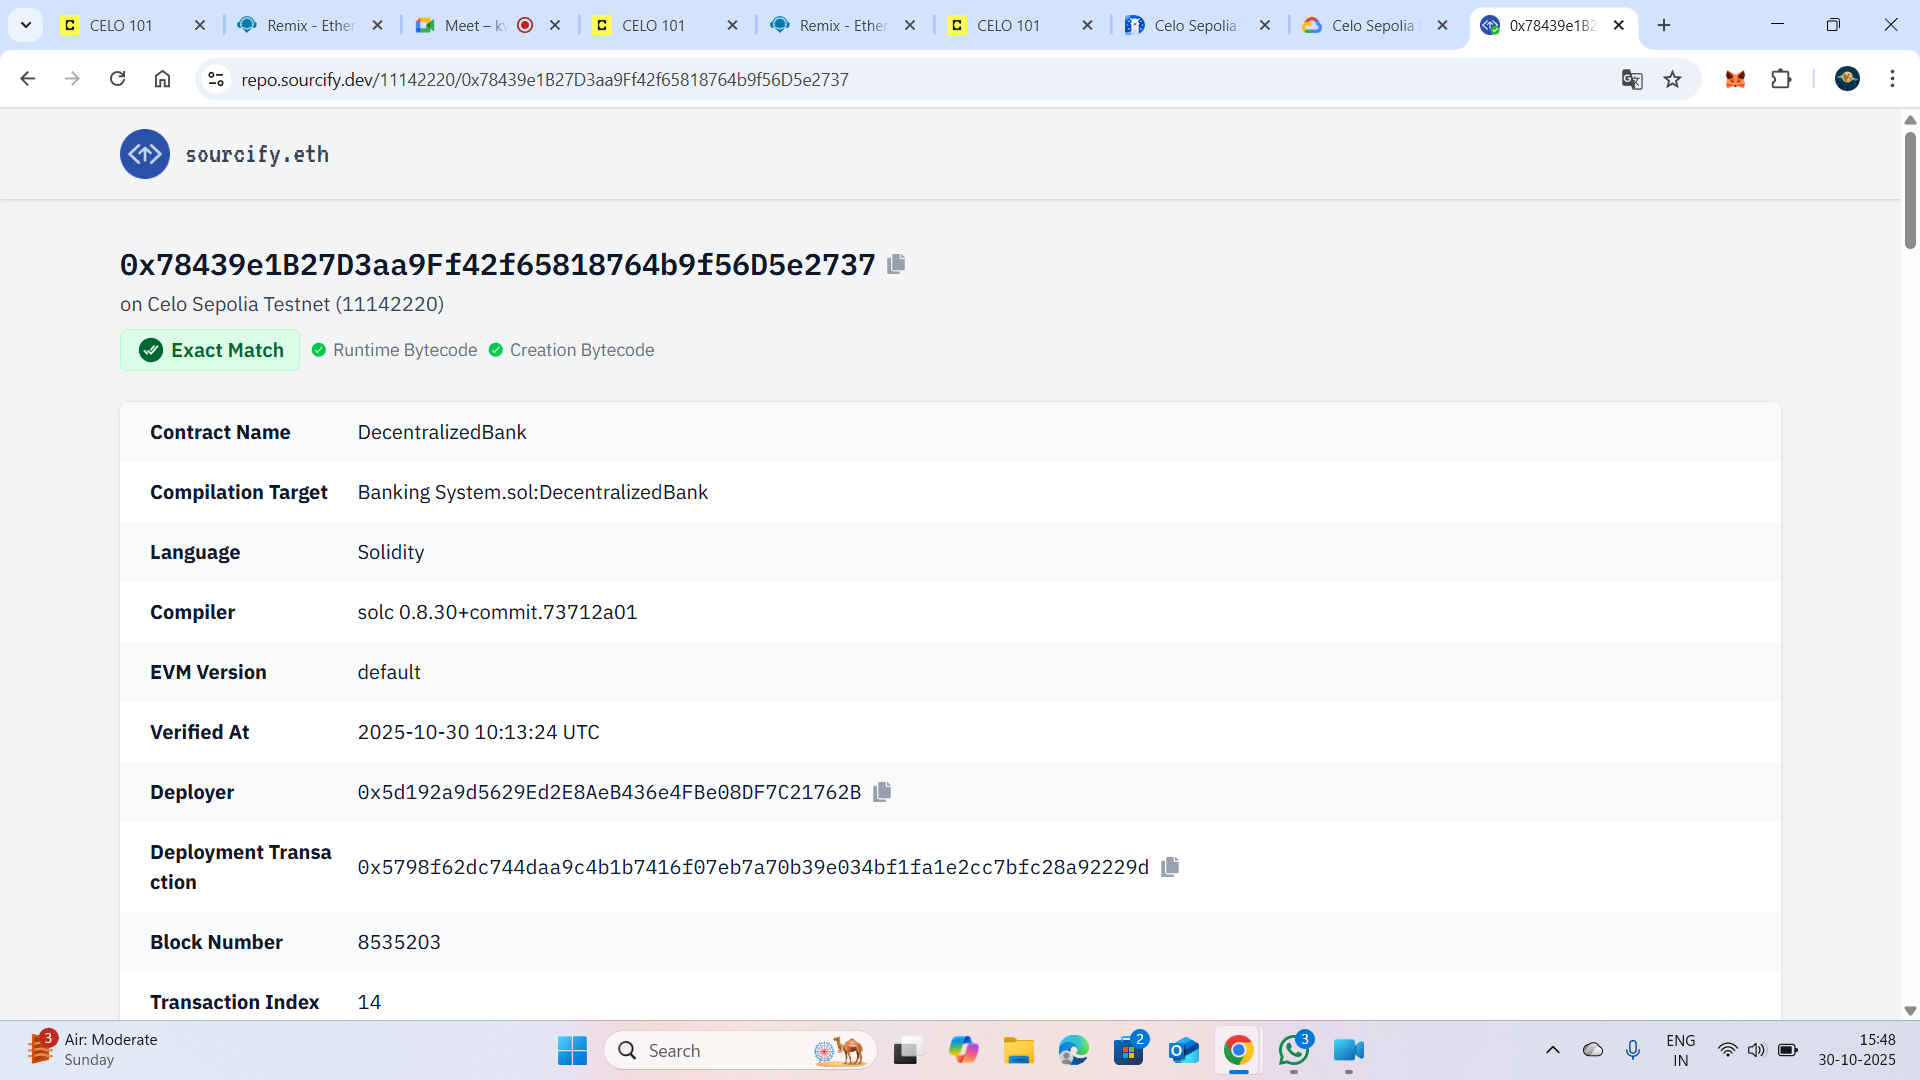 CELO 101
Remix - Ether
Meet – kv
CELO 101
Remix - Ether
CELO 101
Celo Sepolia
Celo Sepolia
0x78439e1B2
repo.sourcify.dev/11142220/0x78439e1B27D3aa9Ff42f65818764b9f56D5e2737
sourcify.eth
0x78439e1B27D3aa9Ff42f65818764b9f56D5e2737
on Celo Sepolia Testnet (11142220)
Exact Match Runtime Bytecode Creation Bytecode
Contract Name DecentralizedBank
Compilation Target Banking System.sol:DecentralizedBank
Language Solidity
Compiler solc 0.8.30+commit.73712a01
EVM Version default
Verified At 2025-10-30 10:13:24 UTC
Deployer 0x5d192a9d5629Ed2E8AeB436e4FBe08DF7C21762B
Deployment Transa
ction
0x5798f62dc744daa9c4b1b7416f07eb7a70b39e034bf1fa1e2cc7bfc28a92229d
Block Number 8535203
Transaction Index 14
3
Air: Moderate
Sunday
Search
2
3
ENG
IN
15:48
30-10-2025